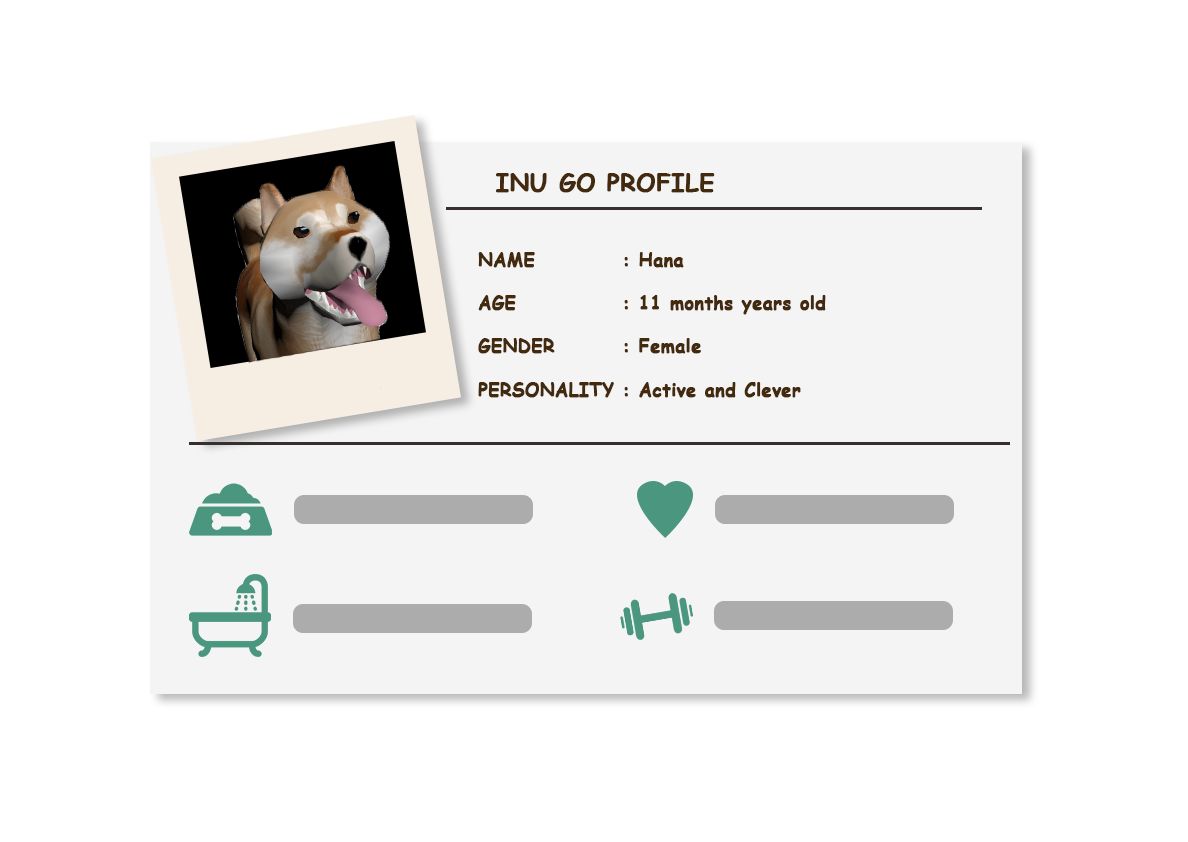 INU GO PROFILE
NAME : Hana
AGE : 11 months years old
GENDER : Female
PERSONALITY : Active and Clever